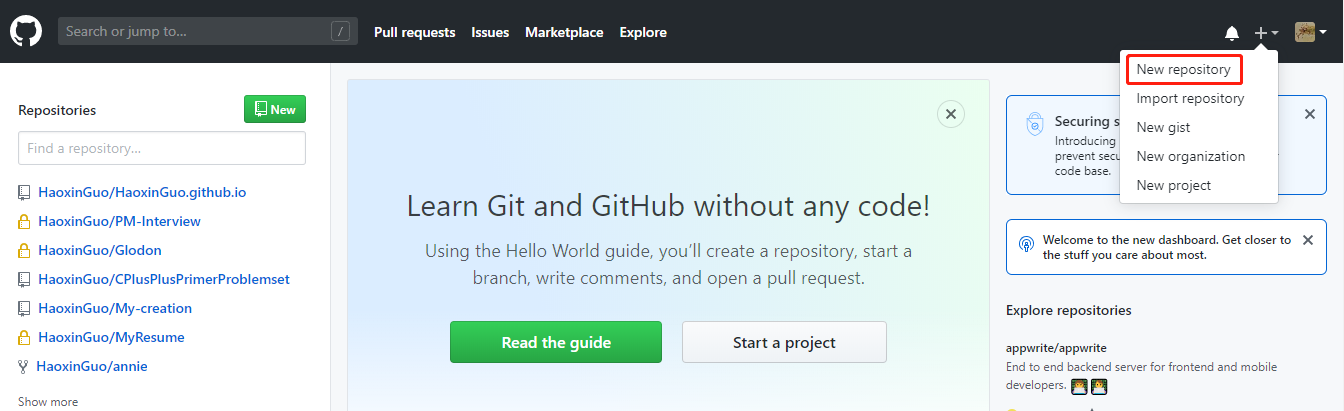 Search or jump to... /
Pull requests Issues Marketplace Explore
New repository
Import repository
New gist
New organization
New project
Repositories
New
Find a repository...
HaoxinGuo/HaoxinGuo.github.io
HaoxinGuo/PM-Interview
HaoxinGuo/Glodon
HaoxinGuo/CPlusPlusPrimerProblemset
HaoxinGuo/My-creation
HaoxinGuo/MyResume
HaoxinGuo/annie
Show more
Learn Git and GitHub without any code!
Using the Hello World guide, you’ll create a repository, start a
branch, write comments, and open a pull request.
Read the guide
Start a project
Securing
Introducing
prevent
code base.
Welcome to the new dashboard. Get closer to
the stuff you care about most.
Explore repositories
appwrite/appwrite
End to end backend server for frontend and mobile
developers. 👨‍💻👩‍💻